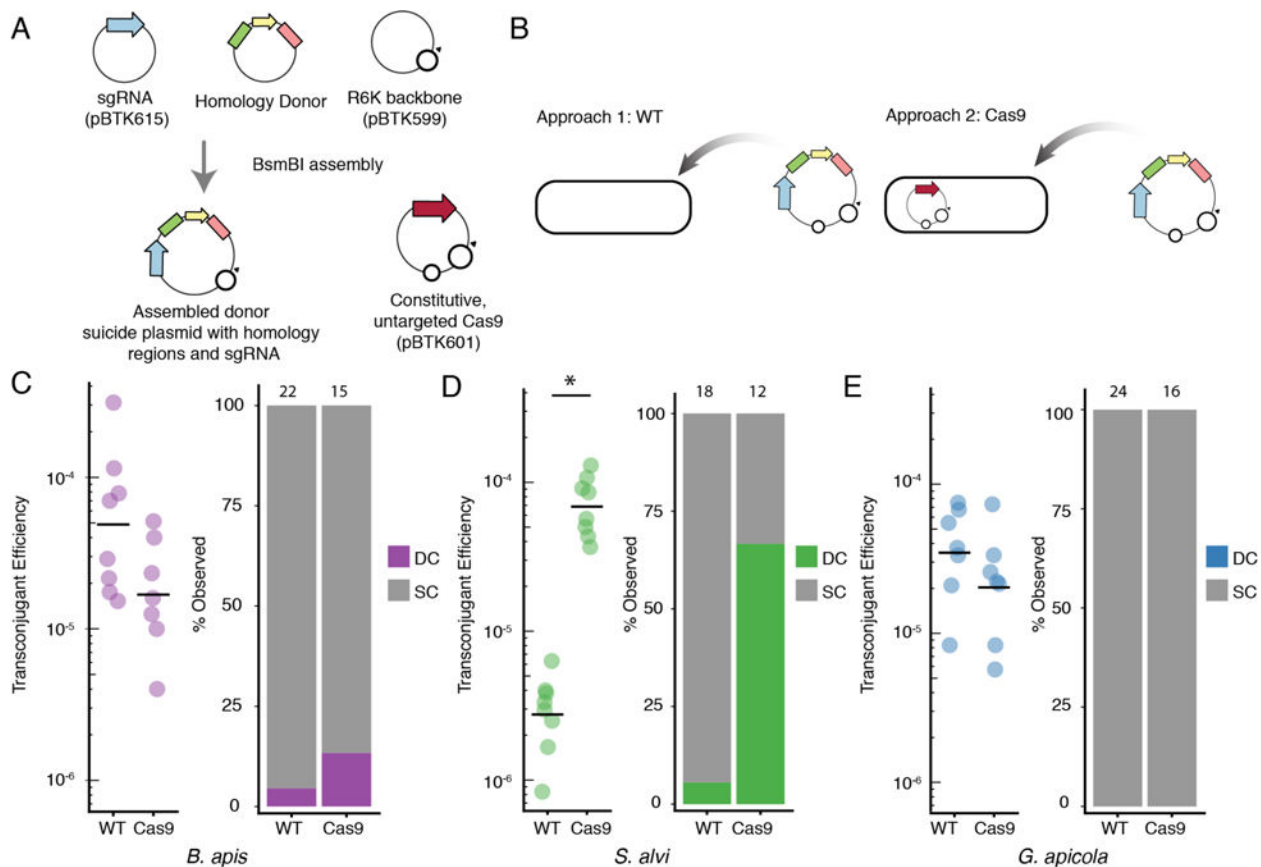 A
sgRNA
(pBTK615)
Homology Donor
R6K backbone
(pBTK599)
BsmBI assembly
Assembled donor
suicide plasmid with homology
regions and sgRNA
Constitutive,
untargeted Cas9
(pBTK601)
B
Approach 1: WT
Approach 2: Cas9
C
Transconjugant Efficiency
10⁻⁴
10⁻⁵
10⁻⁶
WT Cas9
% Observed
100
75
50
25
0
22 15
WT Cas9
DC
SC
B. apis
D
Transconjugant Efficiency
10⁻⁴
10⁻⁵
10⁻⁶
*
WT Cas9
% Observed
100
75
50
25
0
18 12
WT Cas9
DC
SC
S. alvi
E
Transconjugant Efficiency
10⁻⁴
10⁻⁵
10⁻⁶
WT Cas9
% Observed
100
75
50
25
0
24 16
WT Cas9
DC
SC
G. apicola